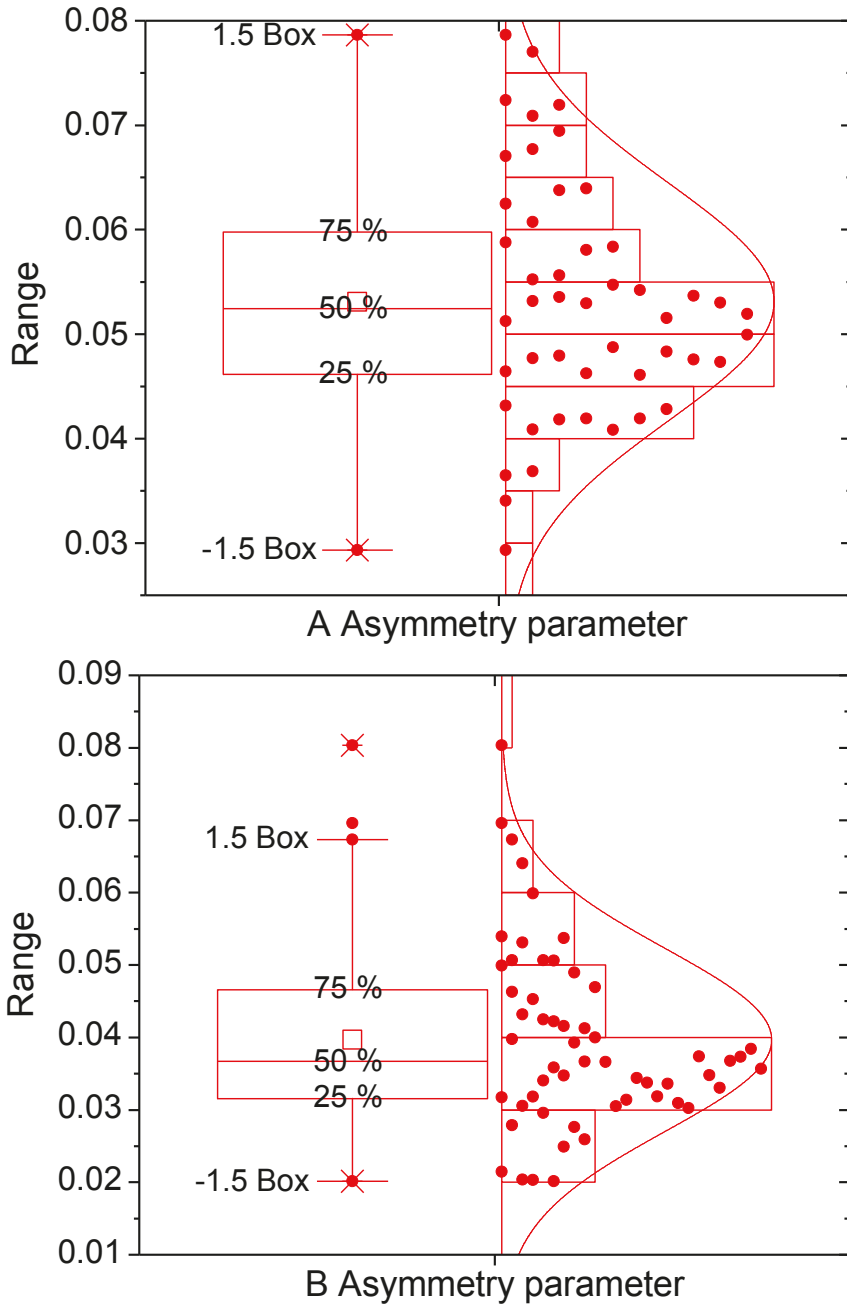 0.08
0.07
0.06
0.05
0.04
0.03
Range
1.5 Box
75 %
50 %
25 %
-1.5 Box
A Asymmetry parameter
0.09
0.08
0.07
0.06
0.05
0.04
0.03
0.02
0.01
Range
1.5 Box
75 %
50 %
25 %
-1.5 Box
B Asymmetry parameter